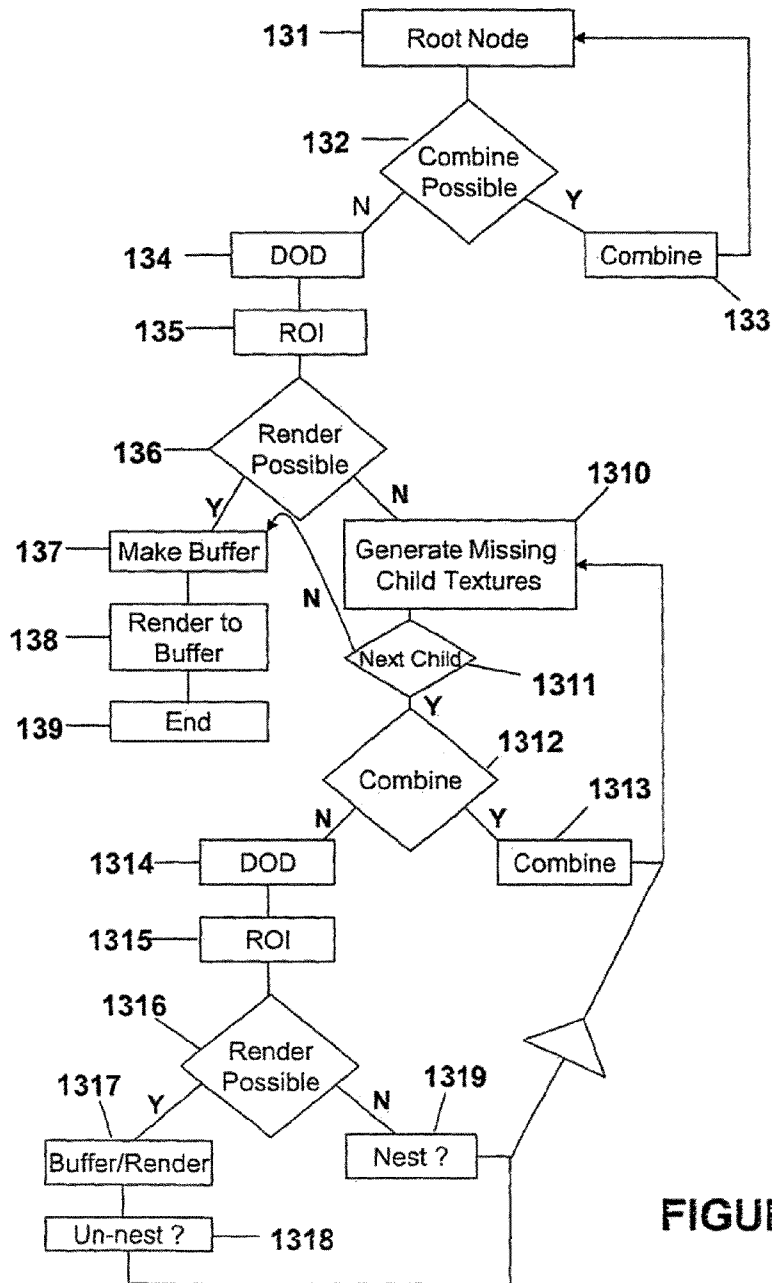 131
Root Node
132
Combine
Possible
N
Y
134
DOD
Combine
133
135
ROI
136
Render
Possible
Y
N
1310
137
Make Buffer
Generate Missing
Child Textures
N
138
Render to
Buffer
Next Child
1311
139
End
Y
1312
Combine
N
Y
1313
1314
DOD
Combine
1315
ROI
1316
Render
Possible
1317
Y
N
1319
Buffer/Render
Nest ?
Un-nest ?
1318